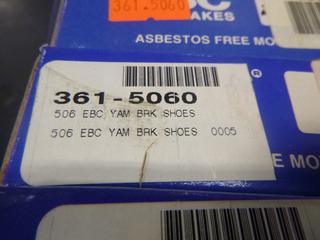 361-5060
BC
AKES
ASBESTOS FREE MO
361-5060
506 EBC YAM BRK SHOES
506 EBC YAM BRK SHOES 0005
®
E MO